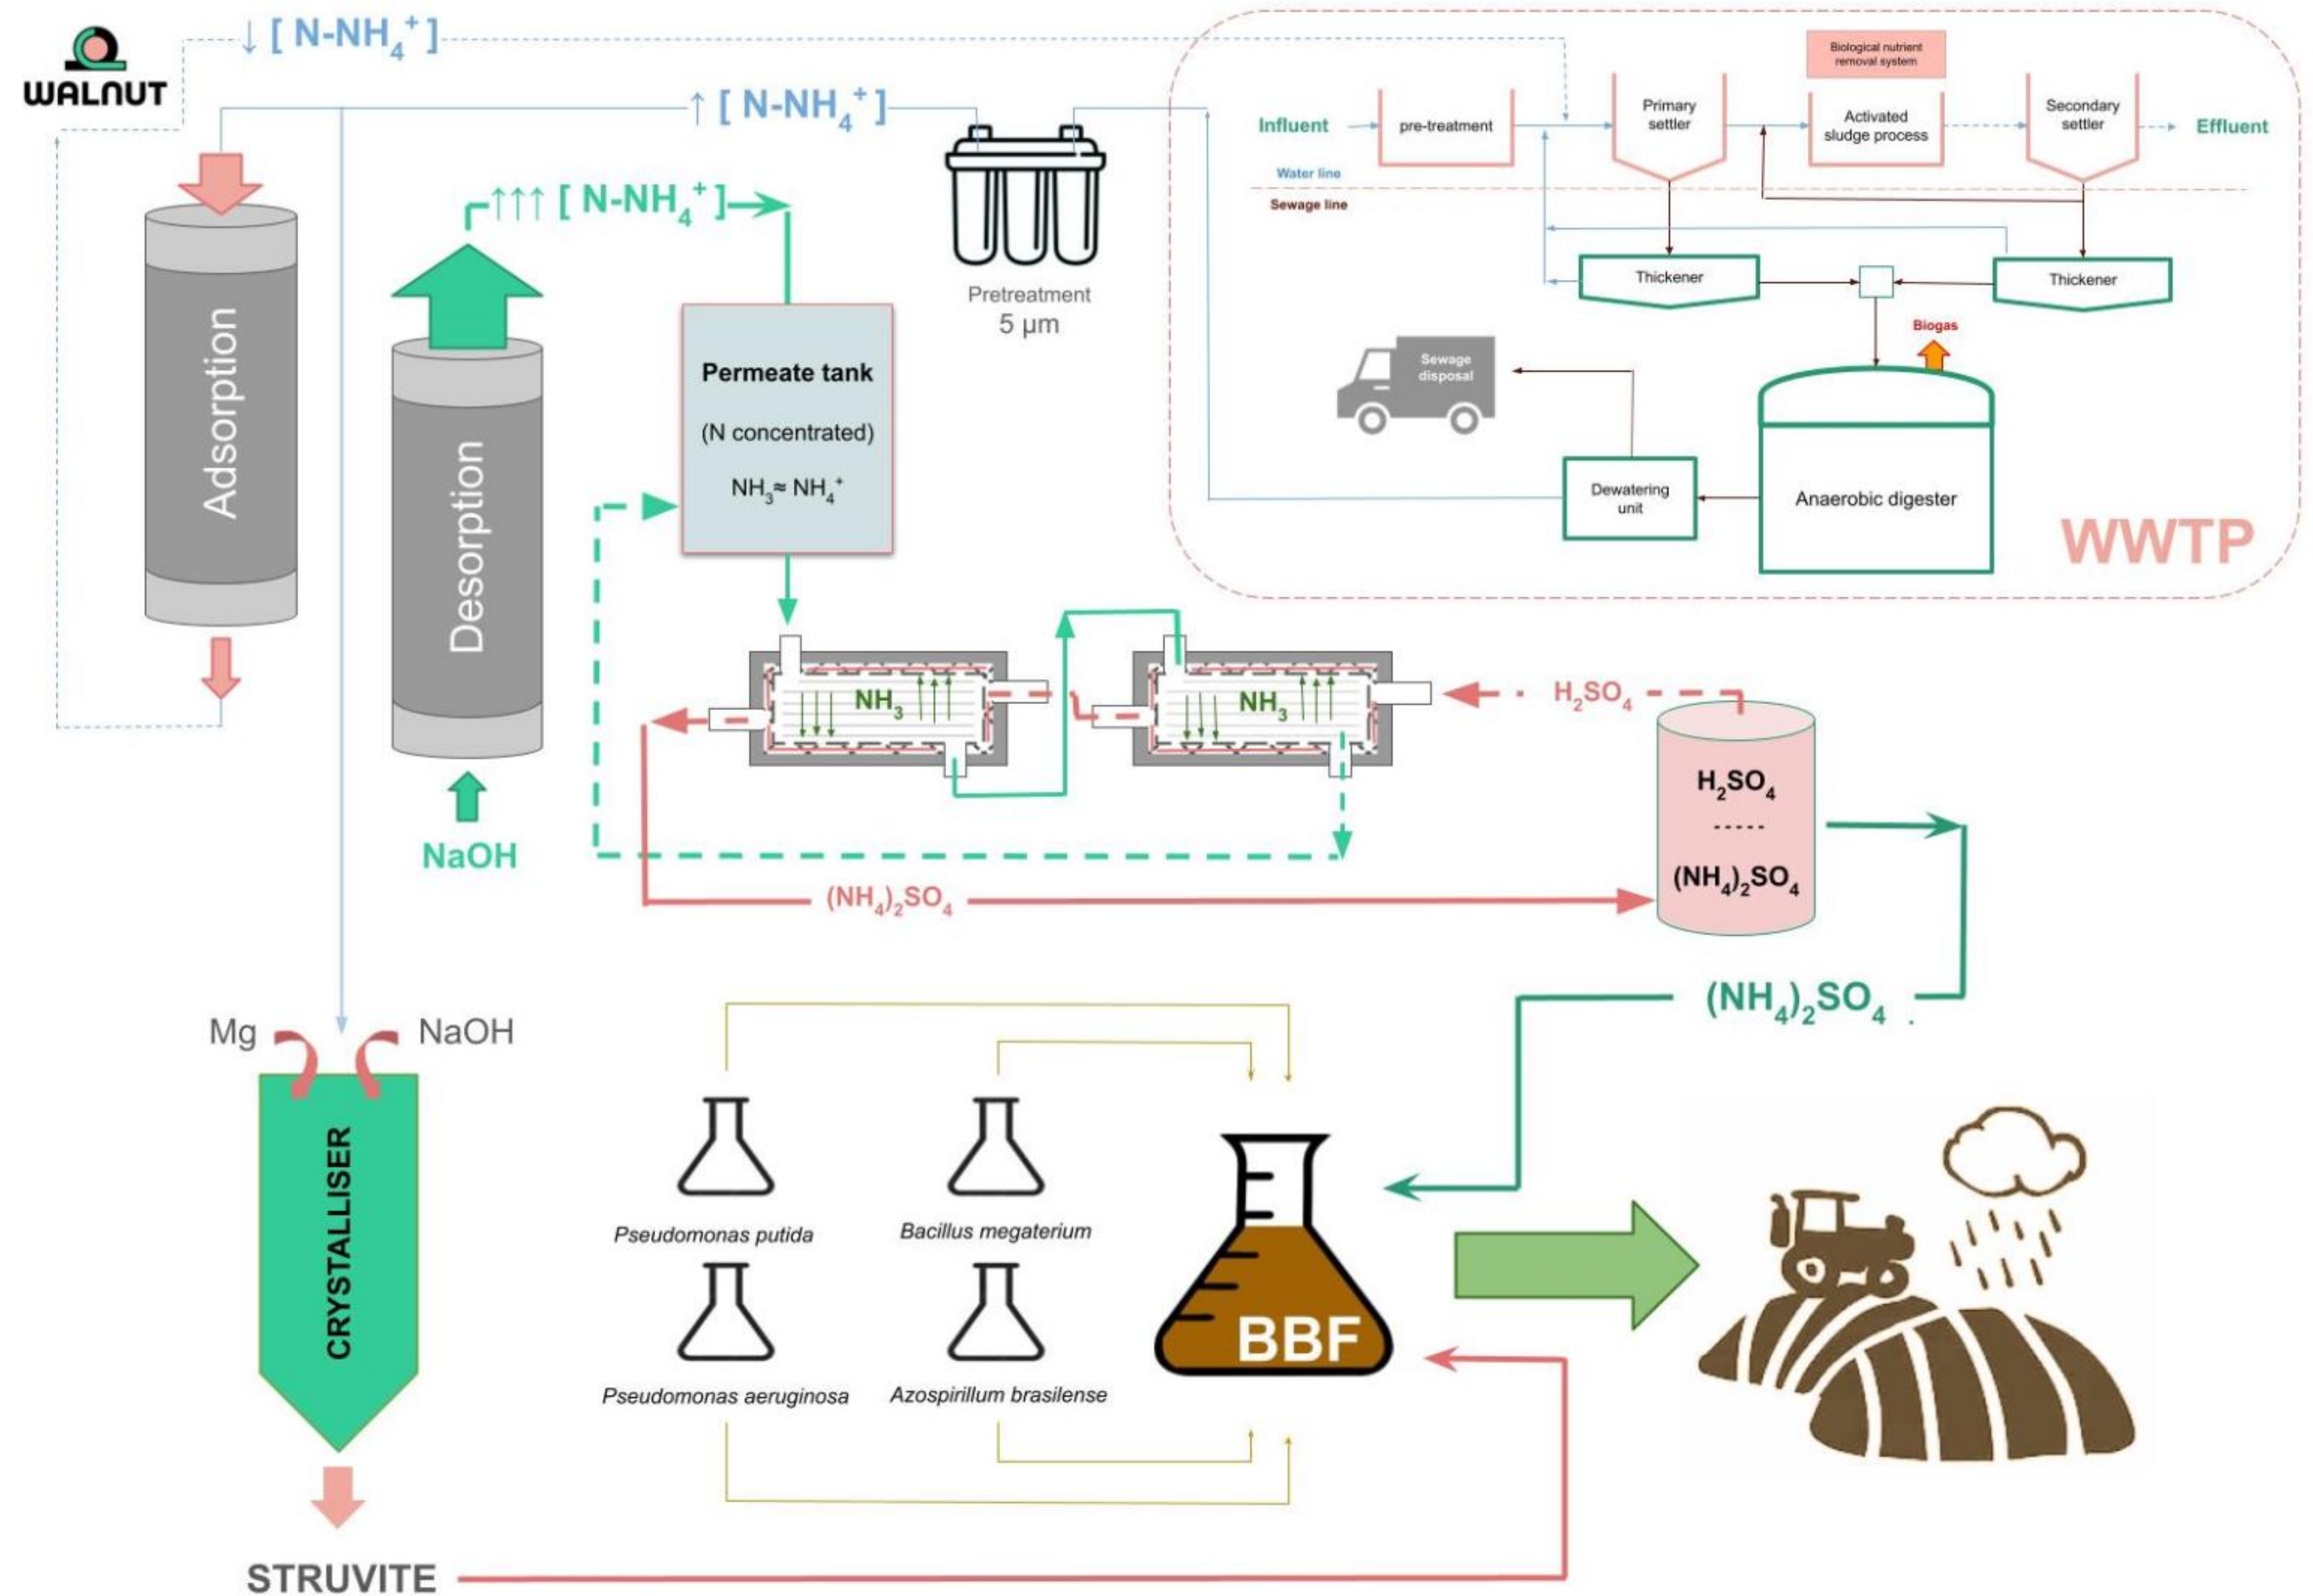 WALNUT
↓ [ N-NH₄⁺ ]
↑ [ N-NH₄⁺ ]
↑↑↑ [ N-NH₄⁺ ]
Adsorption
Desorption
NaOH
Pretreatment
5 µm
Permeate tank
(N concentrated)
NH₃≈ NH₄⁺
Biological nutrient
removal system
Influent
pre-treatment
Primary
settler
Activated
sludge process
Secondary
settler
Effluent
Water line
Sewage line
Thickener
Thickener
Biogas
Sewage
disposal
Dewatering
unit
Anaerobic digester
WWTP
NH₃
NH₃
H₂SO₄
H₂SO₄
-----
(NH₄)₂SO₄
(NH₄)₂SO₄
(NH₄)₂SO₄ .
Mg
NaOH
CRYSTALLISER
STRUVITE
Pseudomonas putida
Bacillus megaterium
Pseudomonas aeruginosa
Azospirillum brasilense
BBF